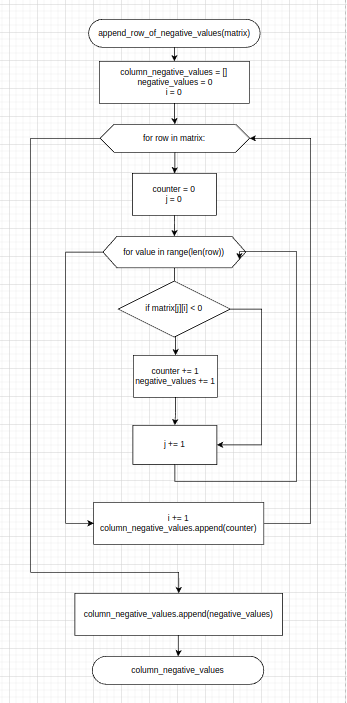 append_row_of_negative_values(matrix)
column_negative_values = []
negative_values = 0
i = 0
for row in matrix:
counter = 0
j = 0
for value in range(len(row))
if matrix[j][i] < 0
counter += 1
negative_values += 1
j += 1
i += 1
column_negative_values.append(counter)
column_negative_values.append(negative_values)
column_negative_values